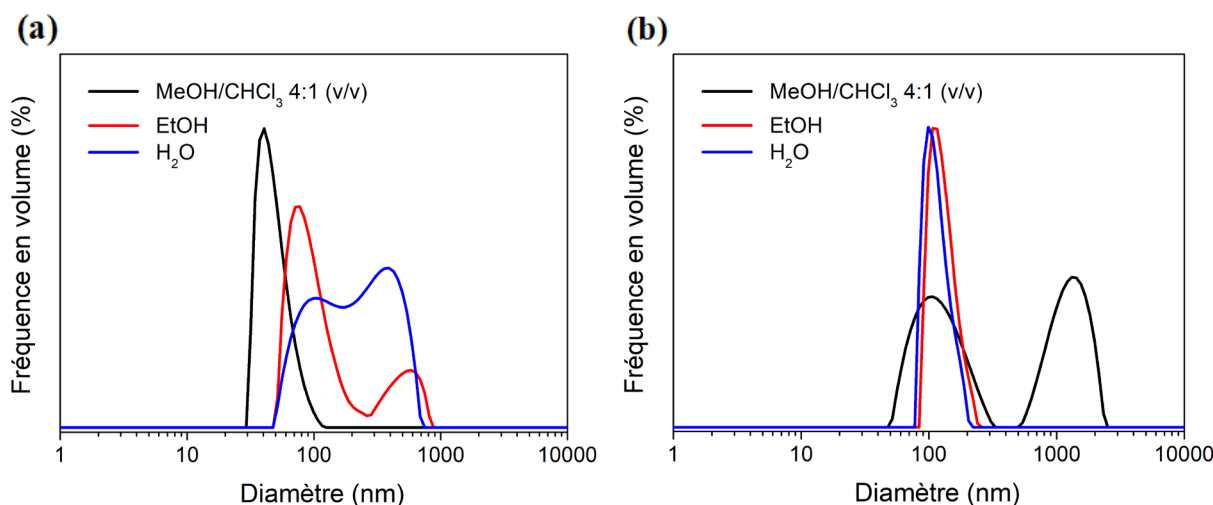 (a)
MeOH/CHCl₃ 4:1 (v/v)
EtOH
H₂O
Fréquence en volume (%)
1 10 100 1000 10000
Diamètre (nm)
(b)
MeOH/CHCl₃ 4:1 (v/v)
EtOH
H₂O
Fréquence en volume (%)
1 10 100 1000 10000
Diamètre (nm)